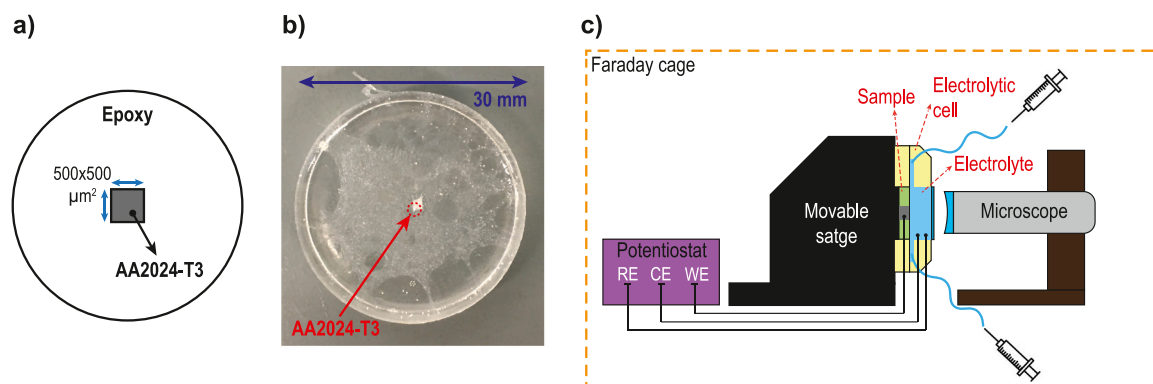 a)
Epoxy
500x500
µm²
AA2024-T3
b)
30 mm
AA2024-T3
c)
Faraday cage
Sample
Electrolytic
cell
Electrolyte
Movable
satge
Microscope
Potentiostat
RE CE WE